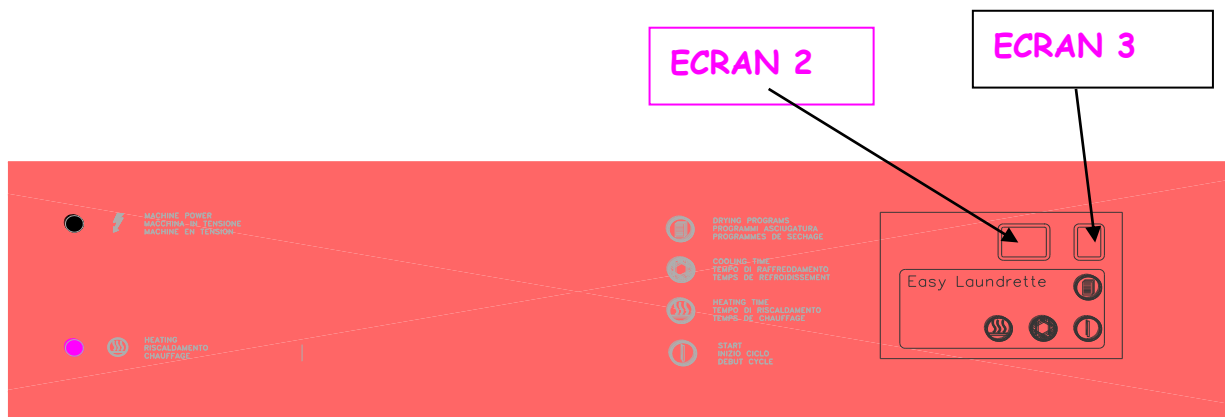 ECRAN 2
ECRAN 3
MACHINE POWER
MACCHINA IN TENSIONE
MACHINE EN TENSION
HEATING
RISCALDAMENTO
CHAUFFAGE
DRYING PROGRAMS
PROGRAMMI ASCIUGATURA
PROGRAMMES DE SECHAGE
COOLING TIME
TEMPO DI RAFFREDDAMENTO
TEMPS DE REFROIDISSEMENT
HEATING TIME
TEMPO DI RISCALDAMENTO
TEMPS DE CHAUFFAGE
START
INIZIO CICLO
DEBUT CYCLE
Easy Laundrette